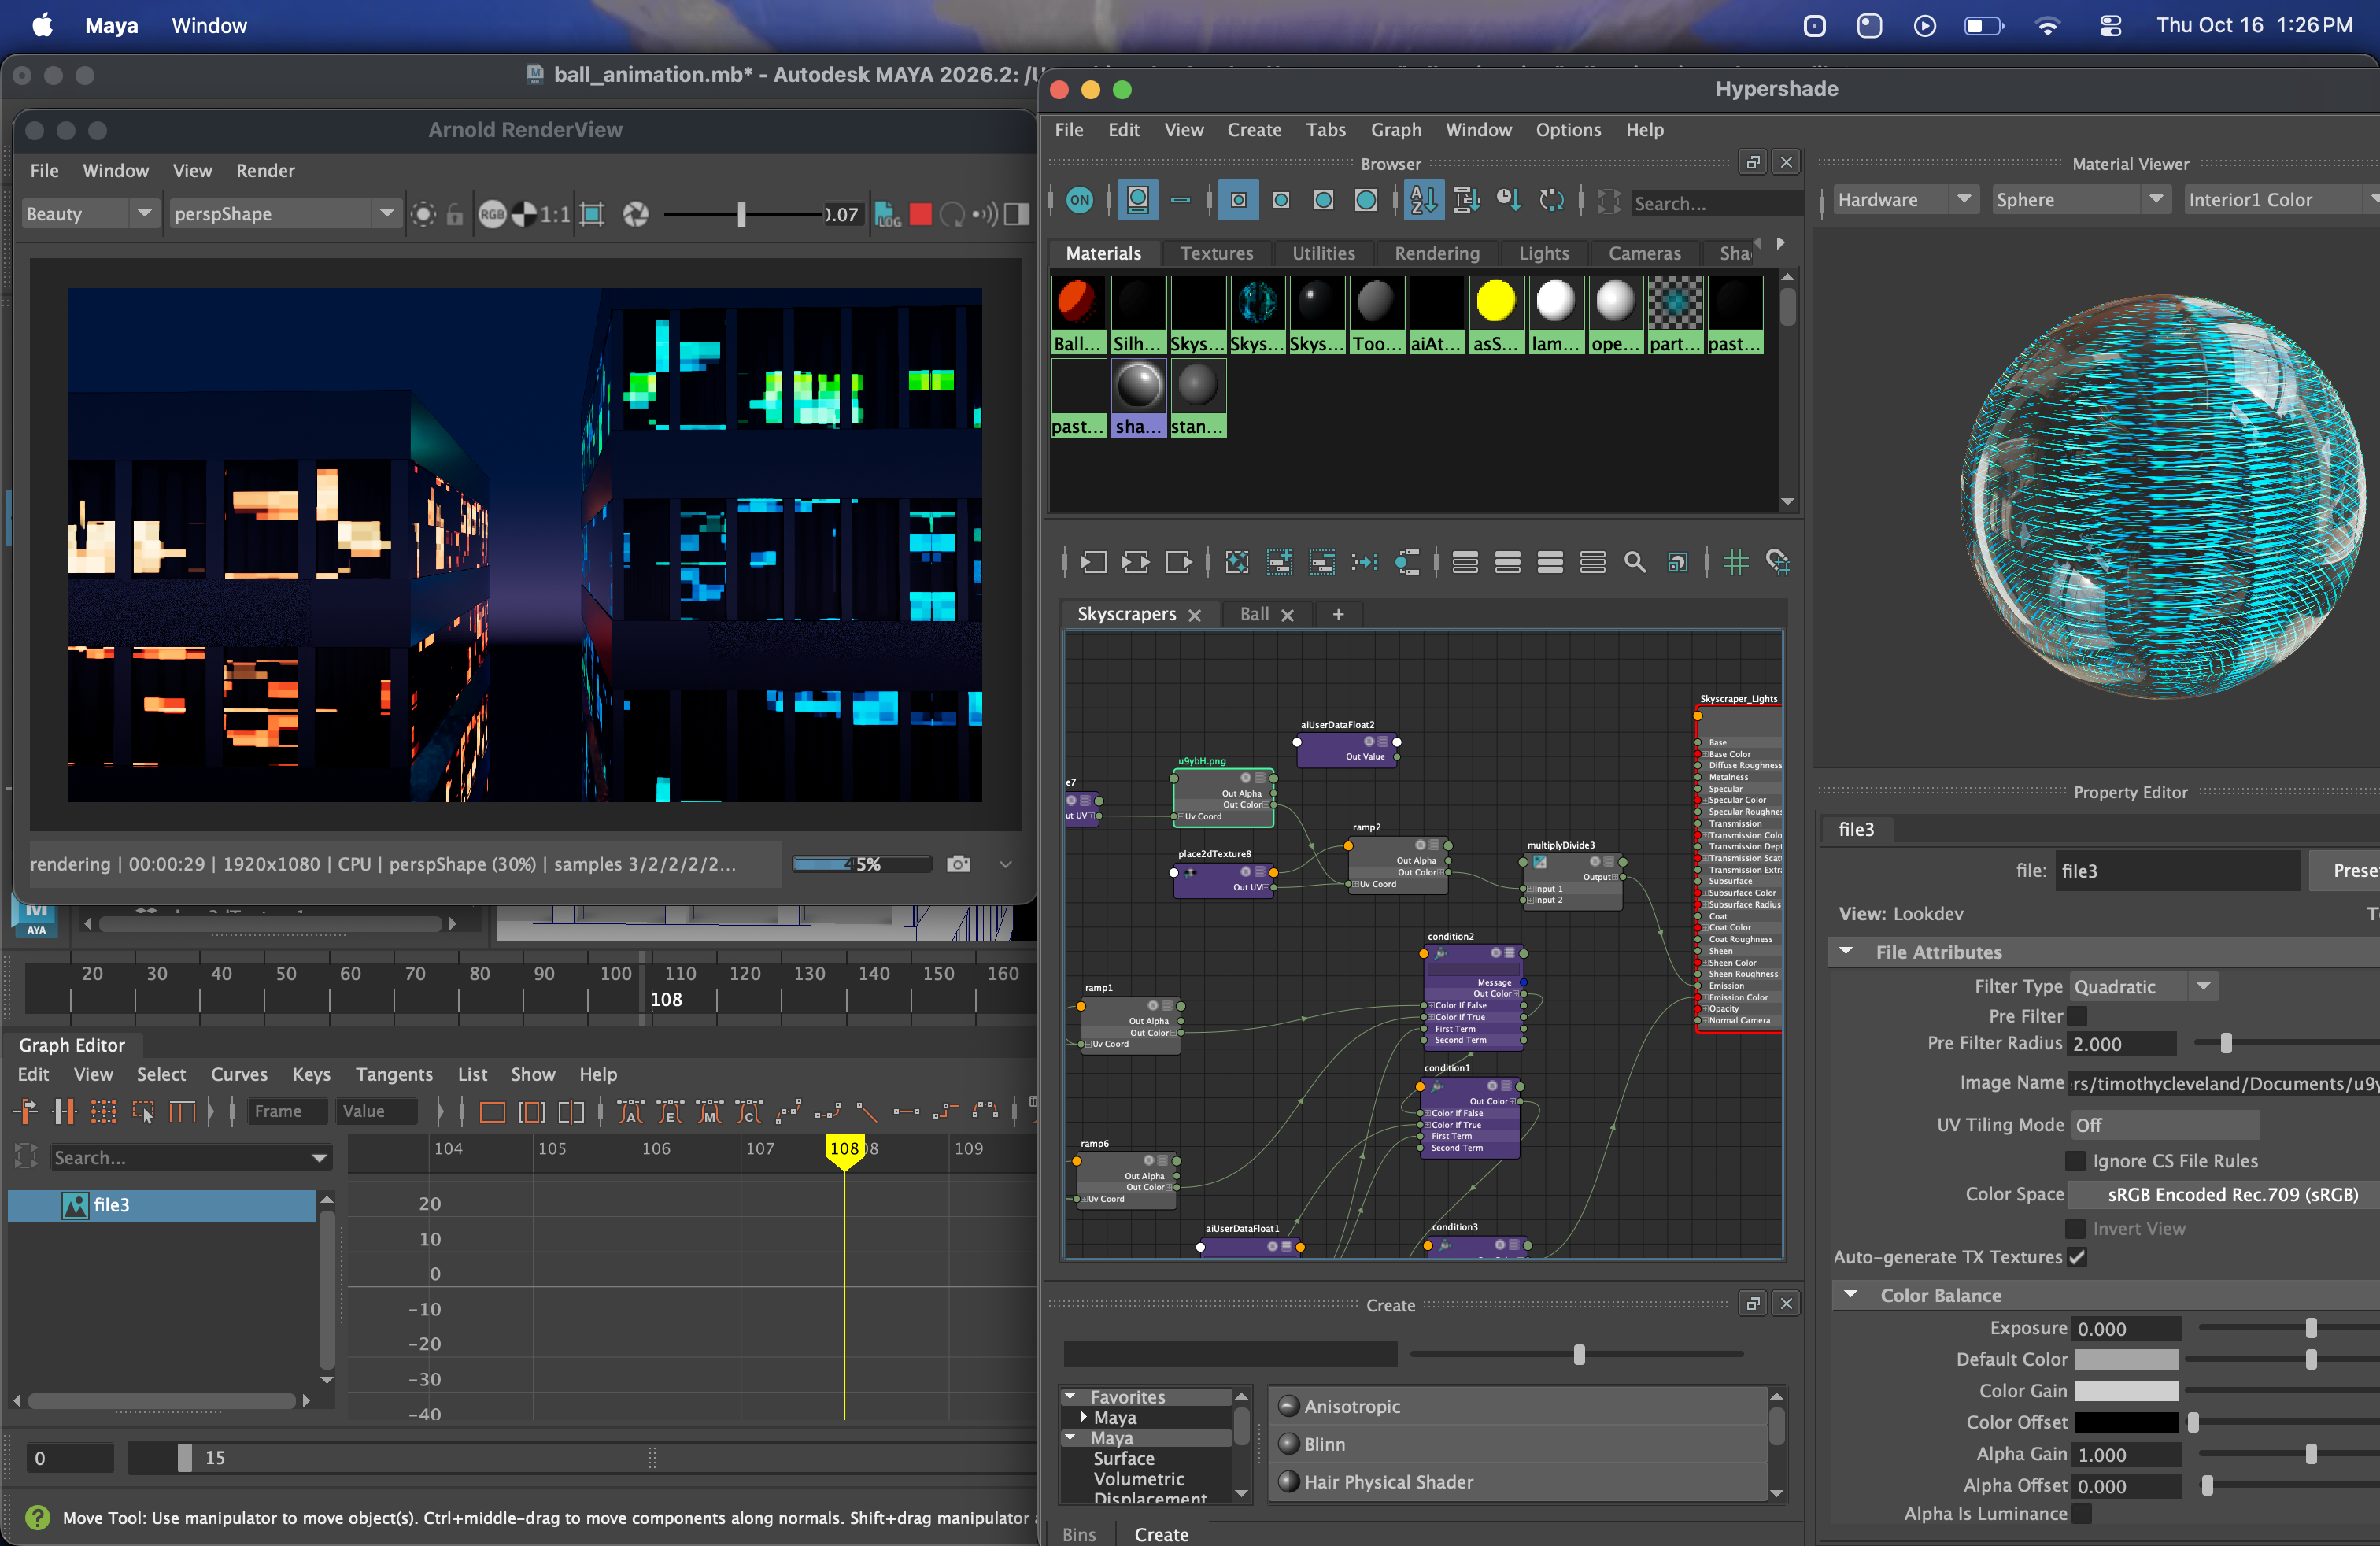 Maya Window Thu Oct 16 1:26 PM
ball_animation.mb* - Autodesk MAYA 2026.2:
Arnold RenderView
File Window View Render
Beauty perspShape RGB 1:1 0.07 LOG
rendering | 00:00:29 | 1920x1080 | CPU | perspShape (30%) | samples 3/2/2/2/2... 45%
M
AYA
20 30 40 50 60 70 80 90 100 110 120 130 140 150 160
108
Graph Editor
Edit View Select Curves Keys Tangents List Show Help
Frame Value A E M C
Search...
104 105 106 107 108 109
file3
20
10
0
-10
-20
-30
-40
0 15
Move Tool: Use manipulator to move object(s). Ctrl+middle-drag to move components along normals. Shift+drag manipulator
Hypershade
File Edit View Create Tabs Graph Window Options Help
Browser
ON Search...
Materials Textures Utilities Rendering Lights Cameras Sha
Ball... Silh... Skys... Skys... Skys... Too... aiAt... asS... lam... ope... part... past...
past... sha... stan...
Skyscrapers Ball +
Skyscraper_Lights
Base
Base Color
Diffuse Roughness
Metalness
Specular
Specular Color
Specular Roughnes
Transmission
Transmission Colo
Transmission Dept
Transmission Scatt
Transmission Extra
Subsurface
Subsurface Color
Subsurface Radius
Coat
Coat Color
Coat Roughness
Sheen
Sheen Color
Sheen Roughness
Emission
Emission Color
Opacity
Normal Camera
aiUserDataFloat2
Out Value
u9ybH.png
Out Alpha
Out Color
Uv Coord
e7
ut UV
place2dTexture8
Out UV
ramp2
Out Alpha
Out Color
Uv Coord
multiplyDivide3
Output
Input 1
Input 2
condition2
Message
Out Color
Color If False
Color If True
First Term
Second Term
ramp1
Out Alpha
Out Color
Uv Coord
condition1
Out Color
Color If False
Color If True
First Term
Second Term
ramp6
Out Alpha
Out Color
Uv Coord
aiUserDataFloat1
condition3
Create
Favorites
Maya
Maya
Surface
Volumetric
Displacement
Anisotropic
Blinn
Hair Physical Shader
Bins Create
Material Viewer
Hardware Sphere Interior1 Color
Property Editor
file3
file: file3 Prese
View: Lookdev
File Attributes
Filter Type Quadratic
Pre Filter
Pre Filter Radius 2.000
Image Name rs/timothycleveland/Documents/u9y
UV Tiling Mode Off
Ignore CS File Rules
Color Space sRGB Encoded Rec.709 (sRGB)
Invert View
Auto-generate TX Textures
Color Balance
Exposure 0.000
Default Color
Color Gain
Color Offset
Alpha Gain 1.000
Alpha Offset 0.000
Alpha Is Luminance